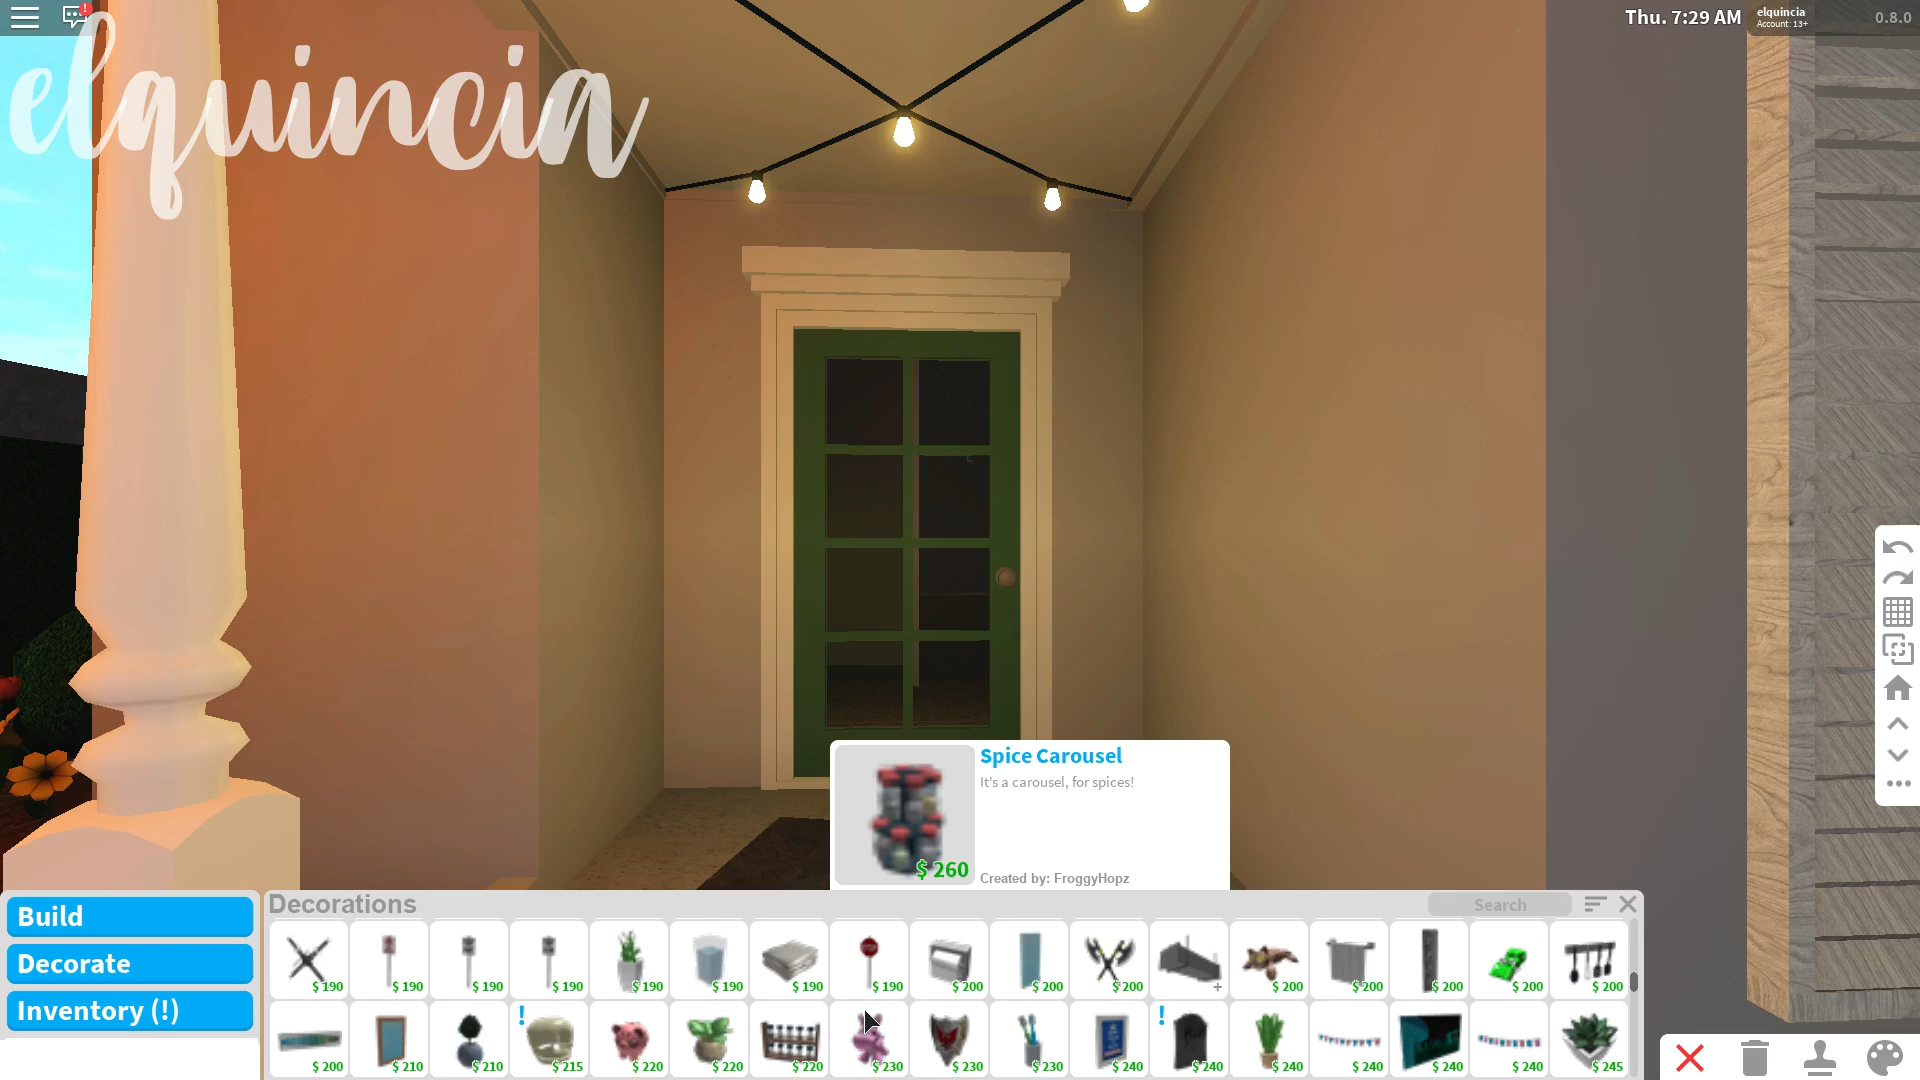 Thu. 7:29 AM
elquincia
Account: 13+
0.8.0
elquincia
Spice Carousel
It's a carousel, for spices!
$ 260
Created by: FroggyHopz
Build
Decorate
Inventory (!)
Decorations
Search
$ 190 $ 190 $ 190 $ 190 $ 190 $ 190 $ 190 $ 190 $ 200 $ 200 $ 200 + $ 200 $ 200 $ 200 $ 200 $ 200
$ 200 $ 210 $ 210 ! $ 215 $ 220 $ 220 $ 220 $ 230 $ 230 $ 230 $ 240 ! $ 240 $ 240 $ 240 $ 240 $ 240 $ 245